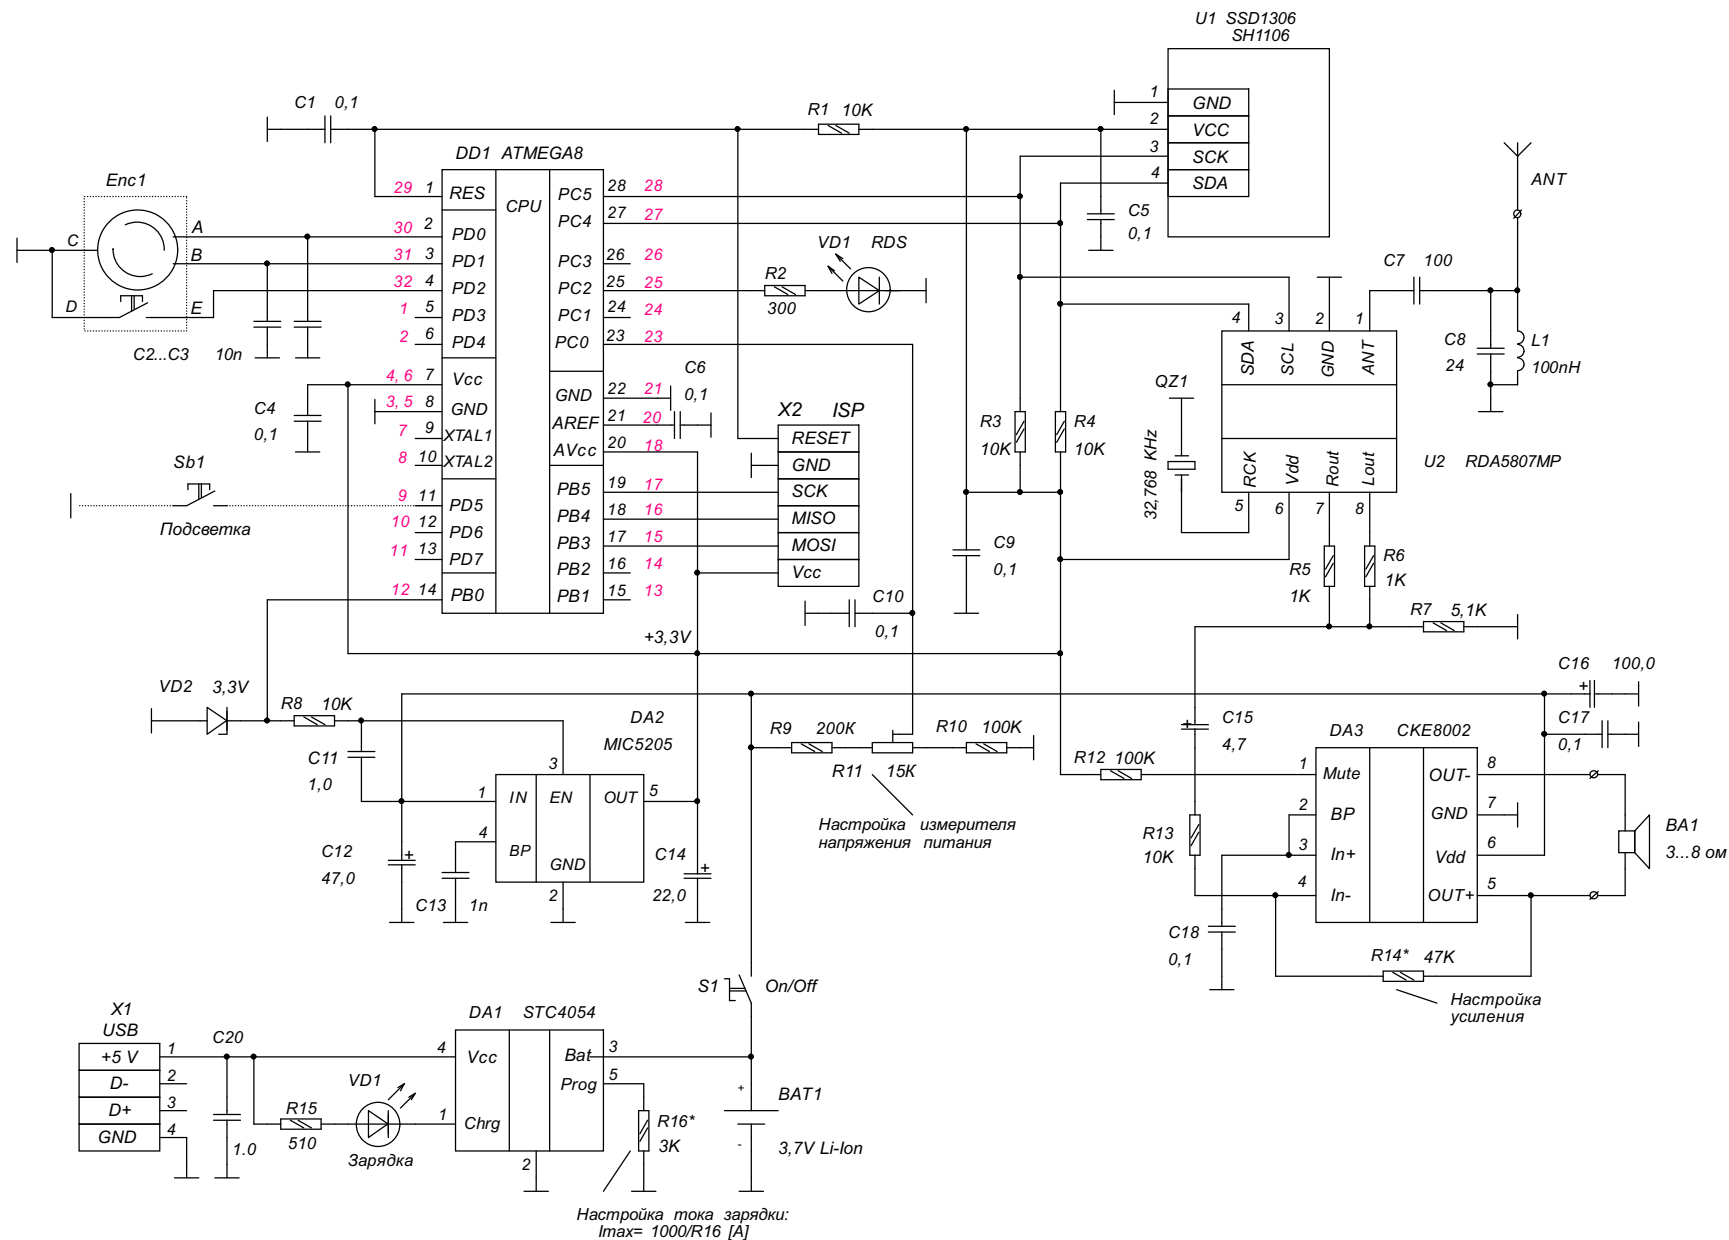 U1 SSD1306
SH1106
1 GND
2 VCC
3 SCK
4 SDA
C1 0,1
R1 10K
C5
0,1
ANT
DD1 ATMEGA8
CPU
29 1 RES
30 2 PD0
31 3 PD1
32 4 PD2
1 5 PD3
2 6 PD4
4, 6 7 Vcc
3, 5 8 GND
7 9 XTAL1
8 10 XTAL2
9 11 PD5
10 12 PD6
11 13 PD7
12 14 PB0
PC5 28 28
PC4 27 27
PC3 26 26
PC2 25 25
PC1 24 24
PC0 23 23
GND 22 21
AREF 21 20
AVcc 20 18
PB5 19 17
PB4 18 16
PB3 17 15
PB2 16 14
PB1 15 13
Enc1
A
B
C
D
E
C2...C3 10n
C4
0,1
Sb1
Подсветка
VD1 RDS
R2
300
C6
0,1
X2 ISP
RESET
GND
SCK
MISO
MOSI
Vcc
R3
10K
R4
10K
C9
0,1
C10
0,1
C7 100
C8
24
L1
100nH
QZ1
32,768 KHz
4 3 2 1
SDA SCL GND ANT
RCK Vdd Rout Lout
5 6 7 8
U2 RDA5807MP
R5
1K
R6
1K
R7 5,1K
+3,3V
VD2 3,3V
R8 10K
C11
1,0
C12
47,0
C13 1n
C14
22,0
DA2
MIC5205
3
1 IN
EN
OUT 5
4 BP
GND
2
R9 200K
R11 15K
R10 100K
Настройка измерителя
напряжения питания
R12 100K
C15
4,7
R13
10K
C18
0,1
C16 100,0
C17
0,1
DA3 CKE8002
1 Mute
2 BP
3 In+
4 In-
OUT- 8
GND 7
Vdd 6
OUT+ 5
BA1
3...8 ом
R14* 47K
Настройка
усиления
S1 On/Off
X1
USB
+5 V 1
D- 2
D+ 3
GND 4
C20
1.0
R15
510
VD1
Зарядка
DA1 STC4054
4 Vcc
1 Chrg
Bat 3
Prog 5
2
R16*
3K
+
BAT1
-
3,7V Li-Ion
Настройка тока зарядки:
Imax= 1000/R16 [A]